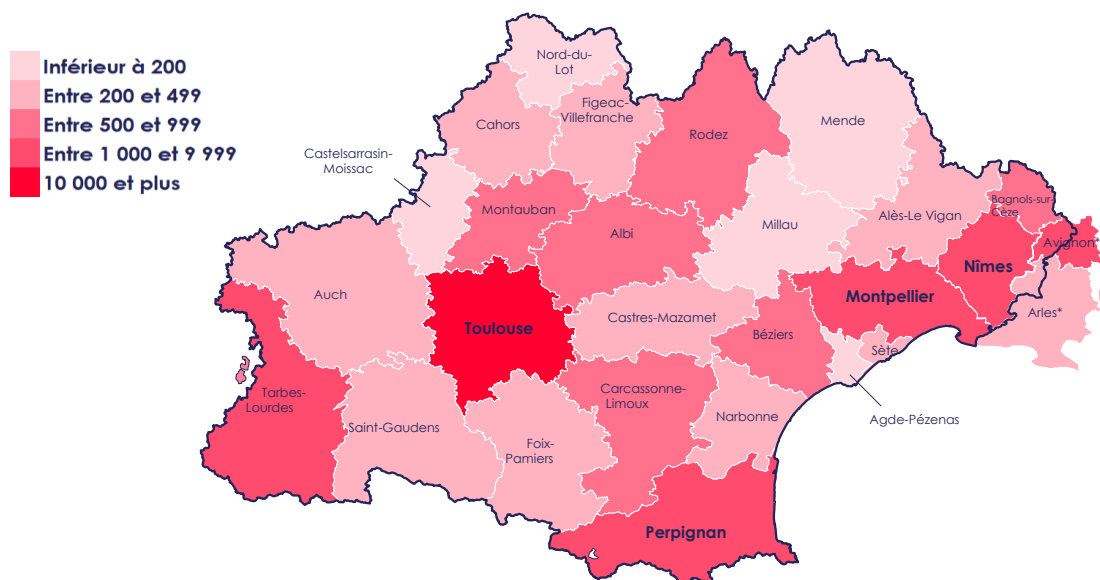 Inférieur à 200
Entre 200 et 499
Entre 500 et 999
Entre 1 000 et 9 999
10 000 et plus
Nord-du-
Lot
Figeac-
Villefranche
Cahors
Rodez
Mende
Castelsarrasin-
Moissac
Montauban
Albi
Millau
Alès-Le Vigan
Bagnols-sur-
Cèze
Avignon*
Nîmes
Auch
Toulouse
Castres-Mazamet
Béziers
Montpellier
Arles*
Sète
Tarbes-
Lourdes
Saint-Gaudens
Foix-
Pamiers
Carcassonne-
Limoux
Narbonne
Agde-Pézenas
Perpignan